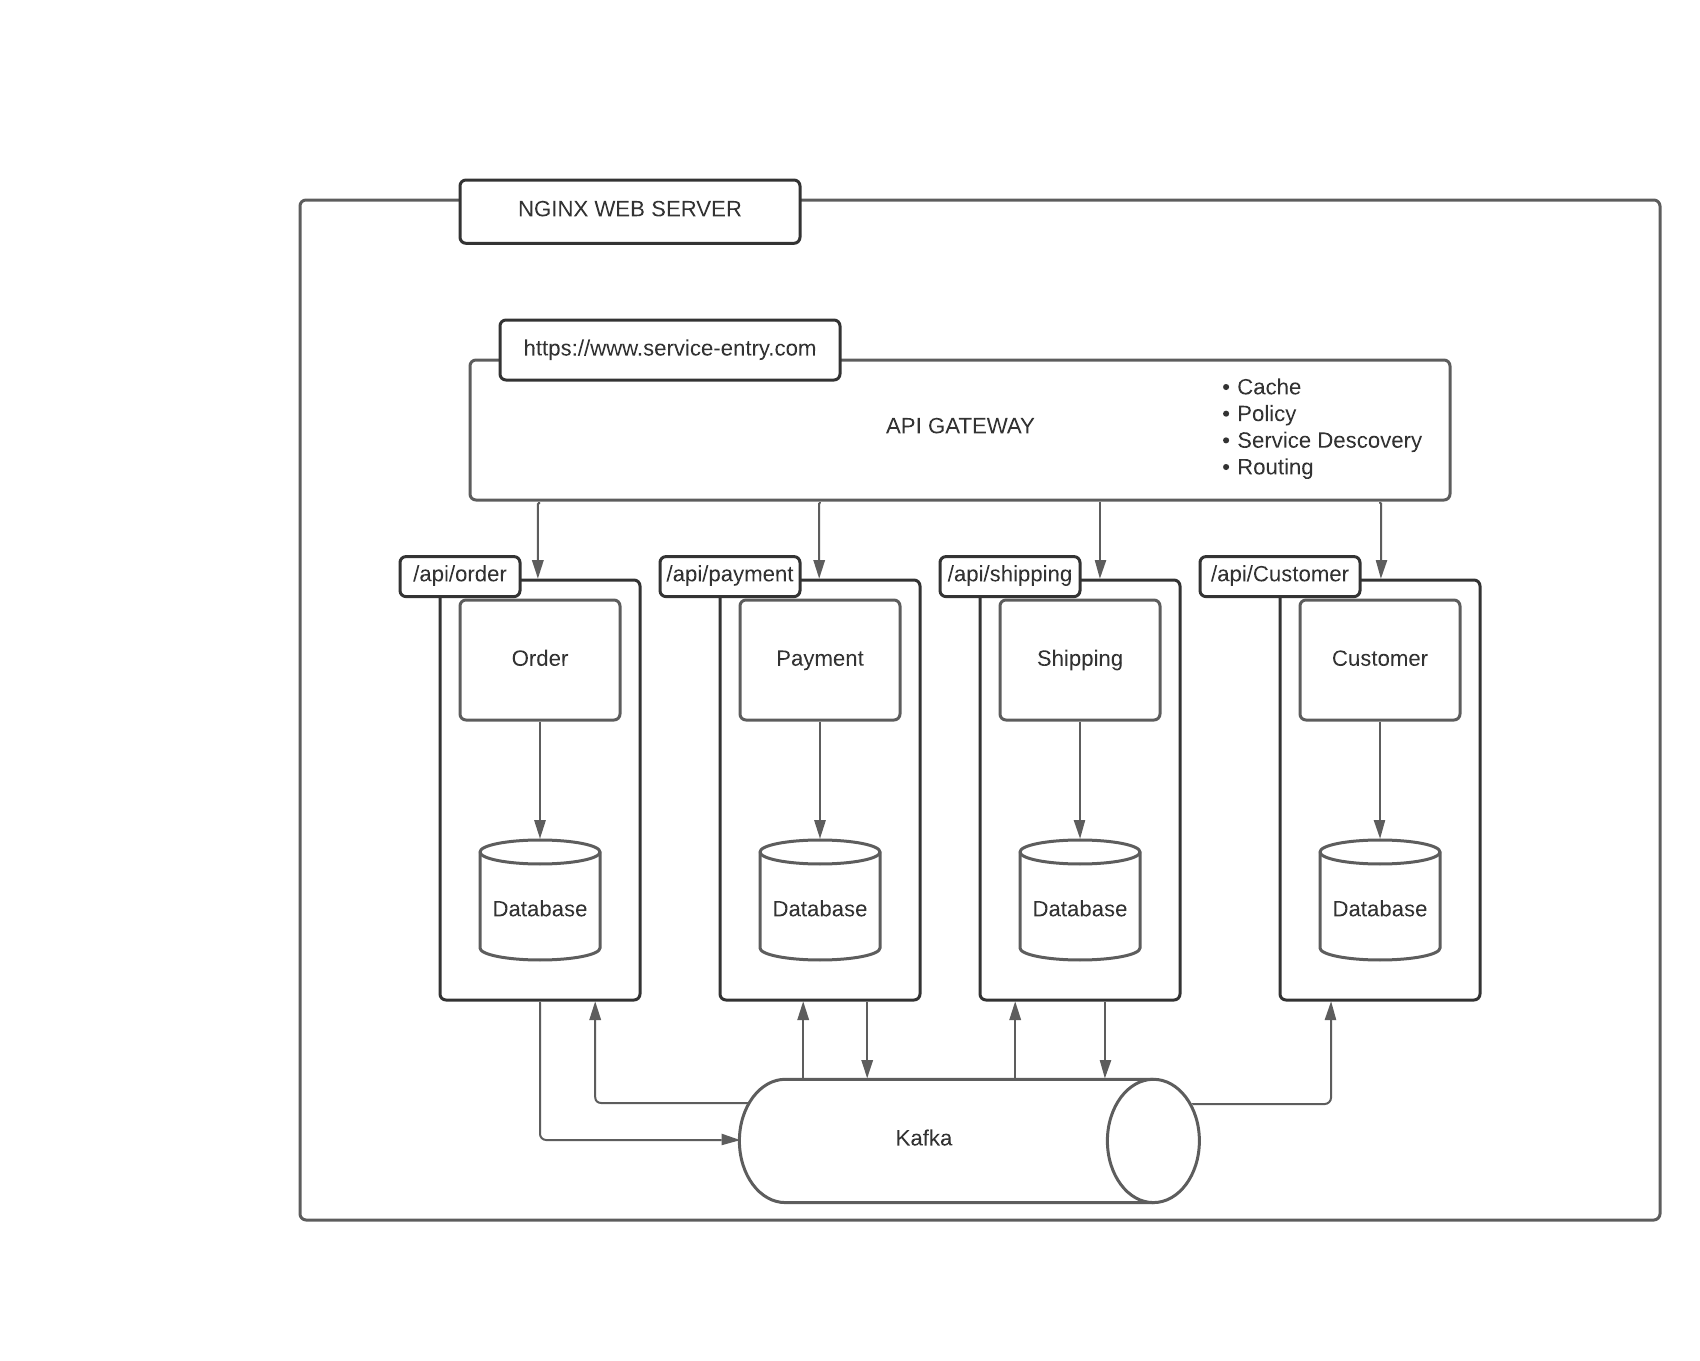 NGINX WEB SERVER
https://www.service-entry.com
API GATEWAY
• Cache
• Policy
• Service Descovery
• Routing
/api/order
/api/payment
/api/shipping
/api/Customer
Order
Payment
Shipping
Customer
Database
Database
Database
Database
Kafka